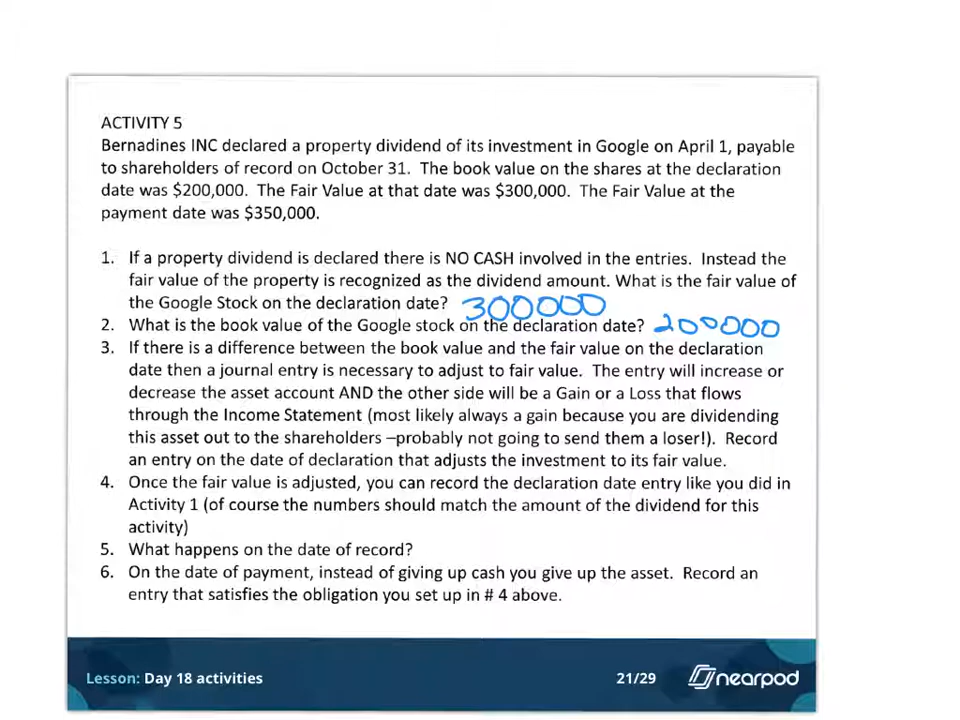 ACTIVITY 5
Bernadines INC declared a property dividend of its investment in Google on April 1, payable
to shareholders of record on October 31. The book value on the shares at the declaration
date was $200,000. The Fair Value at that date was $300,000. The Fair Value at the
payment date was $350,000.
1. If a property dividend is declared there is NO CASH involved in the entries. Instead the
fair value of the property is recognized as the dividend amount. What is the fair value of
the Google Stock on the declaration date? 300000
2. What is the book value of the Google stock on the declaration date? 200000
3. If there is a difference between the book value and the fair value on the declaration
date then a journal entry is necessary to adjust to fair value. The entry will increase or
decrease the asset account AND the other side will be a Gain or a Loss that flows
through the Income Statement (most likely always a gain because you are dividending
this asset out to the shareholders –probably not going to send them a loser!). Record
an entry on the date of declaration that adjusts the investment to its fair value.
4. Once the fair value is adjusted, you can record the declaration date entry like you did in
Activity 1 (of course the numbers should match the amount of the dividend for this
activity)
5. What happens on the date of record?
6. On the date of payment, instead of giving up cash you give up the asset. Record an
entry that satisfies the obligation you set up in # 4 above.
Lesson: Day 18 activities 21/29 nearpod